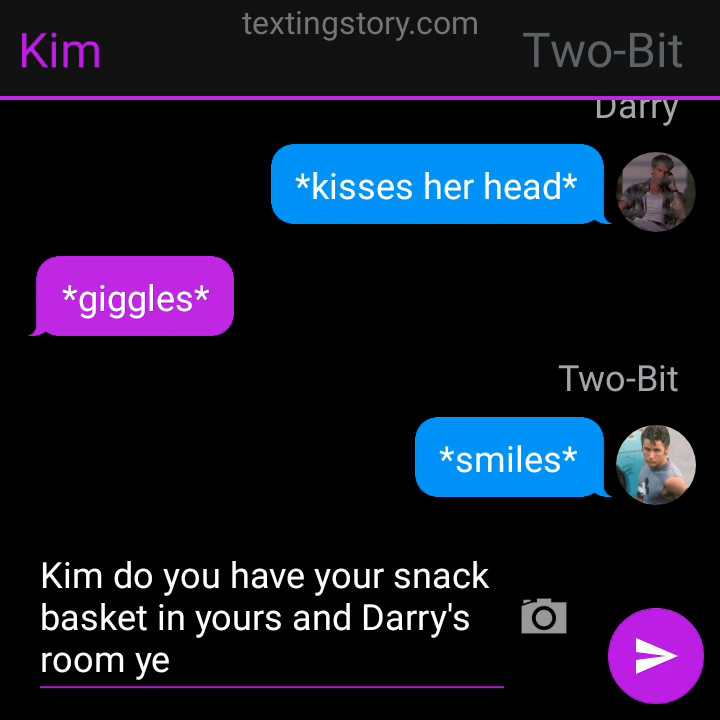 textingstory.com
Kim
Two-Bit
Darry
*kisses her head*
*giggles*
Two-Bit
*smiles*
Kim do you have your snack
basket in yours and Darry's
room ye